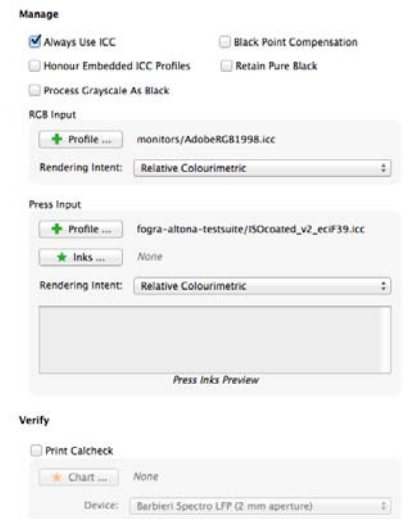 Manage
Always Use ICC Black Point Compensation
Honour Embedded ICC Profiles Retain Pure Black
Process Grayscale As Black
RGB Input
Profile ... monitors/AdobeRGB1998.icc
Rendering Intent: Relative Colourimetric
Press Input
Profile ... fogra-altona-testsuite/ISOcoated_v2_eciF39.icc
Inks ... None
Rendering Intent: Relative Colourimetric
Press Inks Preview
Verify
Print Calcheck
Chart ... None
Device: Barbieri Spectro LFP (2 mm aperture)